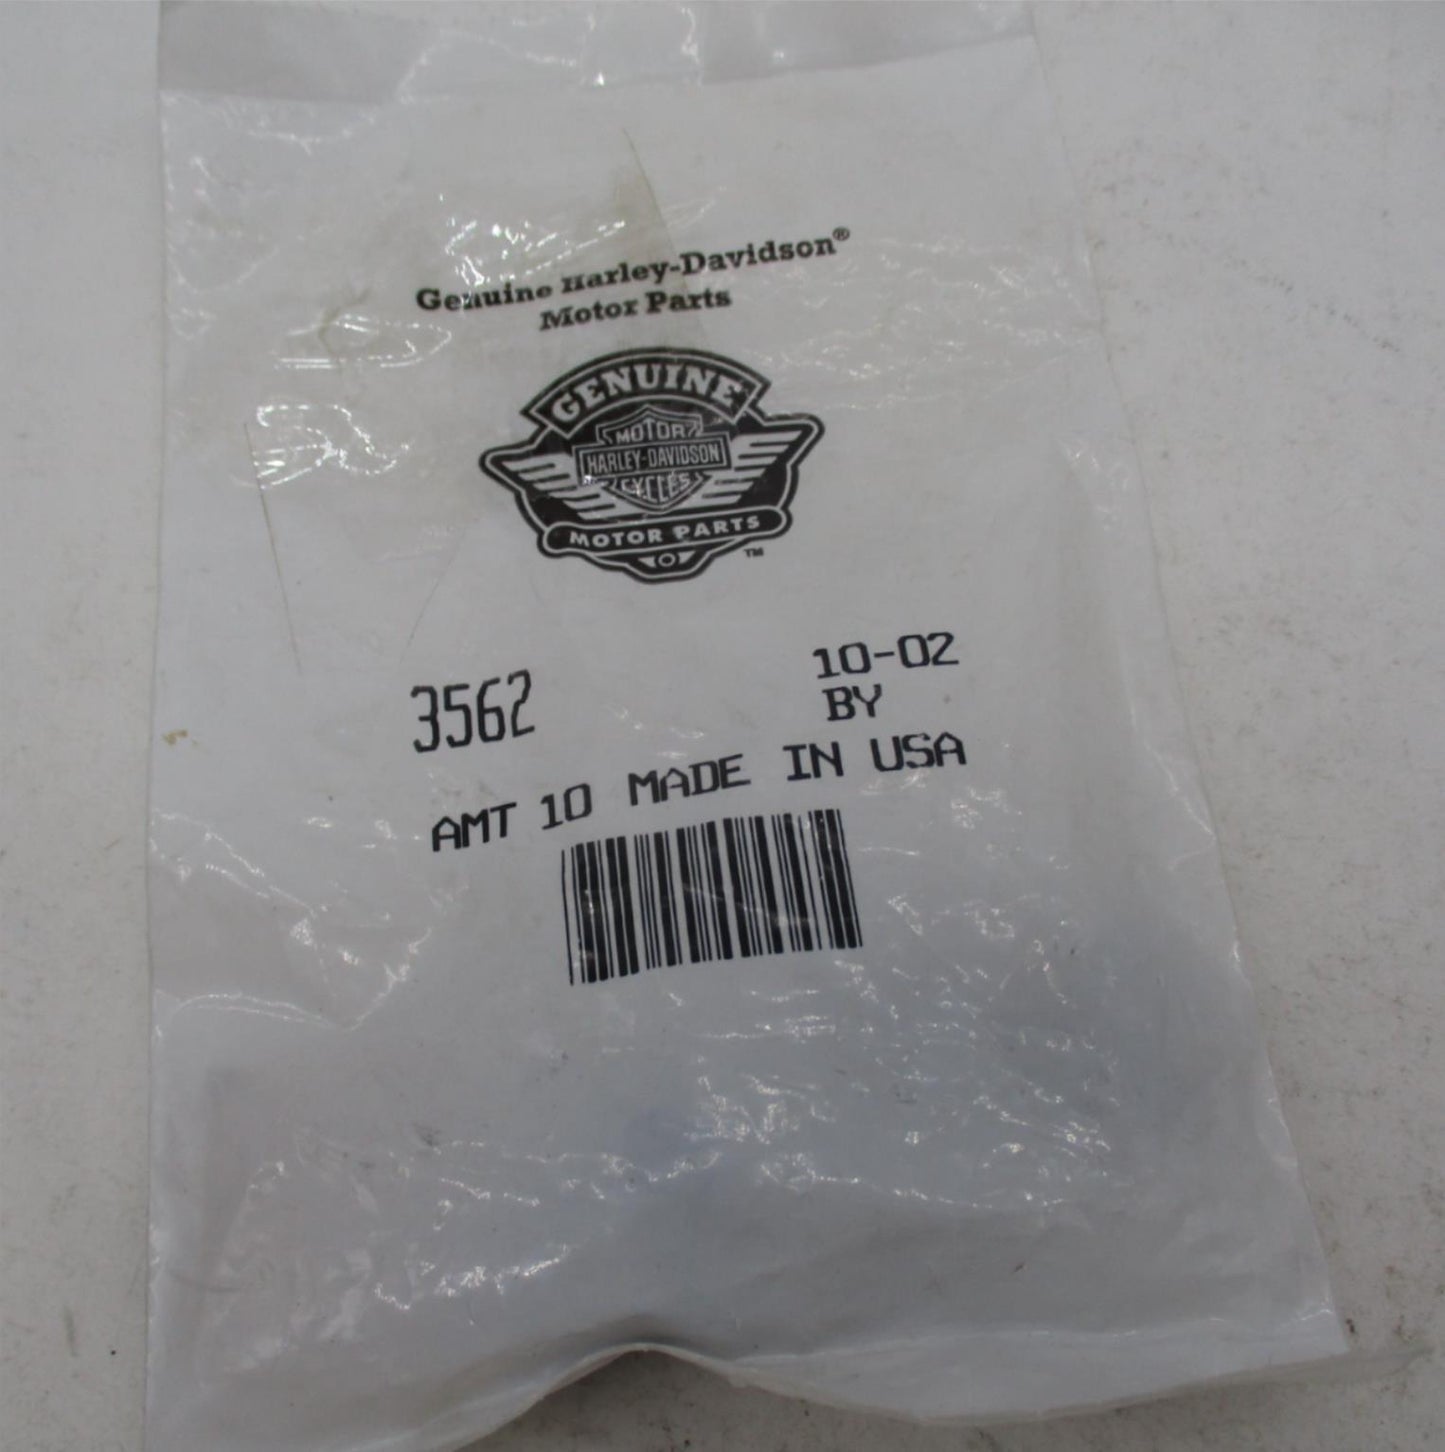 Genuine Harley-Davidson®
Motor Parts
GENUINE
MOTOR
HARLEY-DAVIDSON
CYCLES
MOTOR PARTS
TM
3562
10-02
BY
AMT 10 MADE IN USA